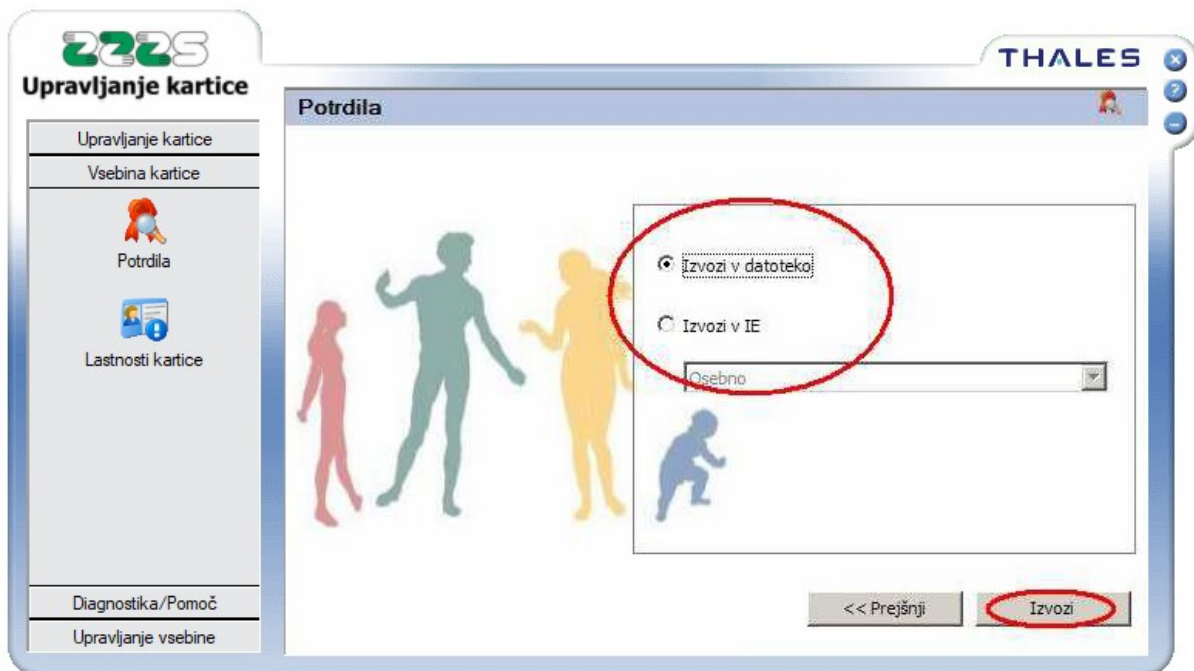 ZZZS
Upravljanje kartice
THALES
Potrdila
Upravljanje kartice
Vsebina kartice
Potrdila
Lastnosti kartice
Diagnostika/Pomoč
Upravljanje vsebine
Izvozi v datoteko
Izvozi v IE
Osebno
<< Prejšnji
Izvozi